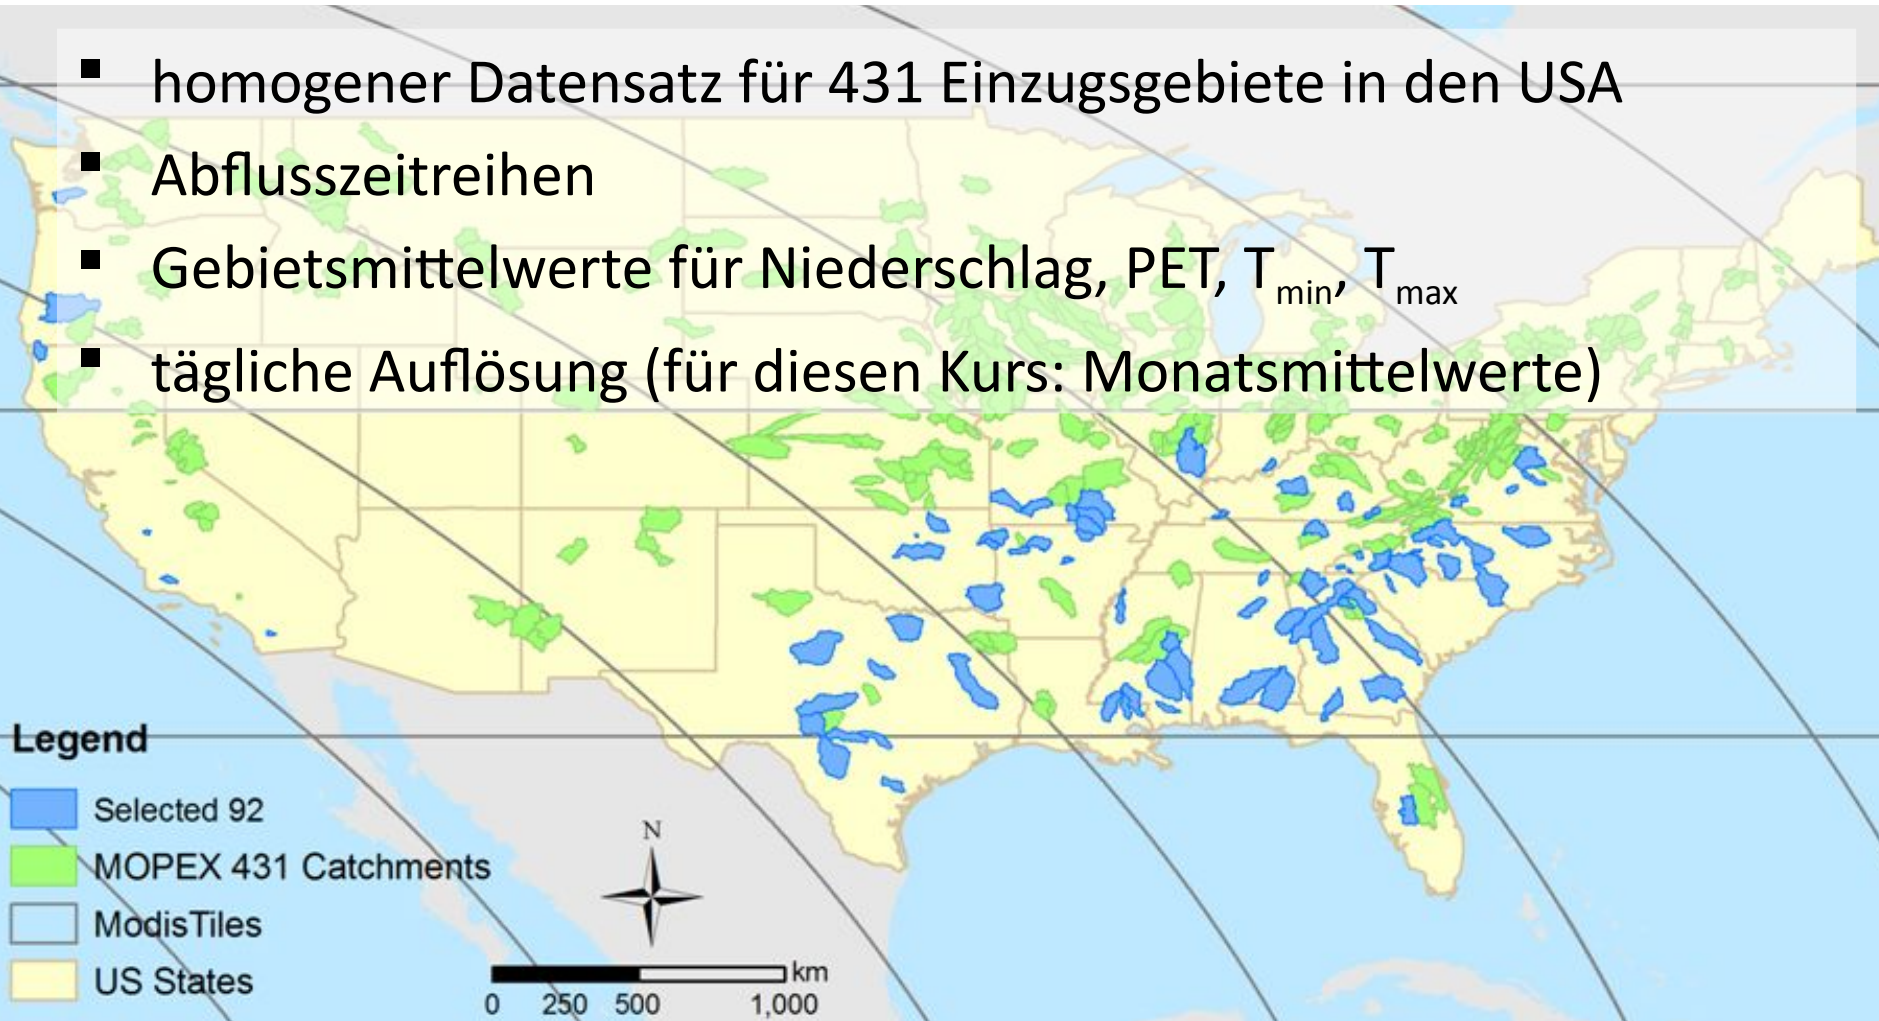 ▪ homogener Datensatz für 431 Einzugsgebiete in den USA
▪ Abflusszeitreihen
▪ Gebietsmittelwerte für Niederschlag, PET, Tmin, Tmax
▪ tägliche Auflösung (für diesen Kurs: Monatsmittelwerte)
Legend
Selected 92
MOPEX 431 Catchments
ModisTiles
US States
N
km
0 250 500 1,000